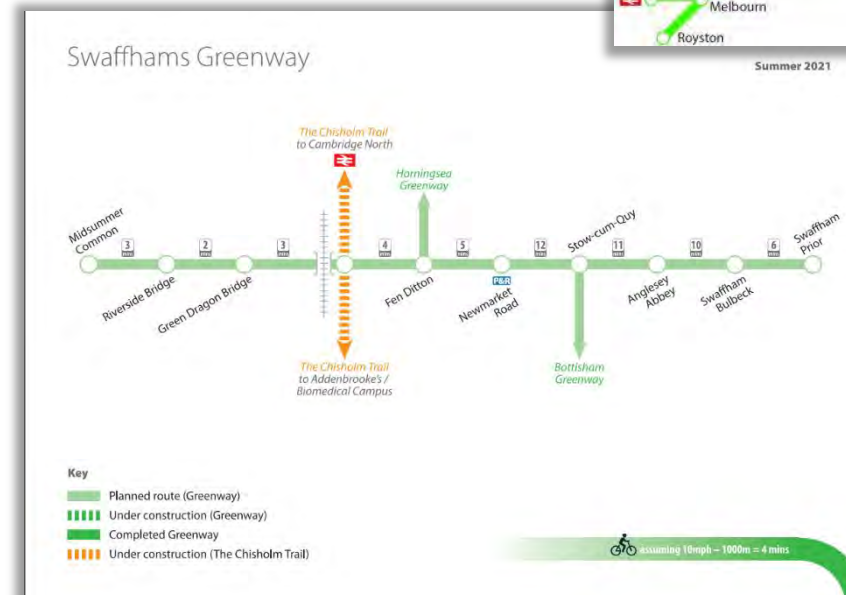 Melbourn
Royston
Swaffhams Greenway
Summer 2021
The Chisholm Trail
to Cambridge North
Horningsea
Greenway
Midsummer
Common
3
2
3
4
5
12
Stow-cum-Quy
11
10
6
Swaffham
Prior
Riverside Bridge
Green Dragon Bridge
Fen Ditton
P&R
Newmarket
Road
Anglesey
Abbey
Swaffham
Bulbeck
The Chisholm Trail
to Addenbrooke's /
Biomedical Campus
Bottisham
Greenway
Key
Planned route (Greenway)
Under construction (Greenway)
Completed Greenway
Under construction (The Chisholm Trail)
assuming 10mph – 1000m = 4 mins